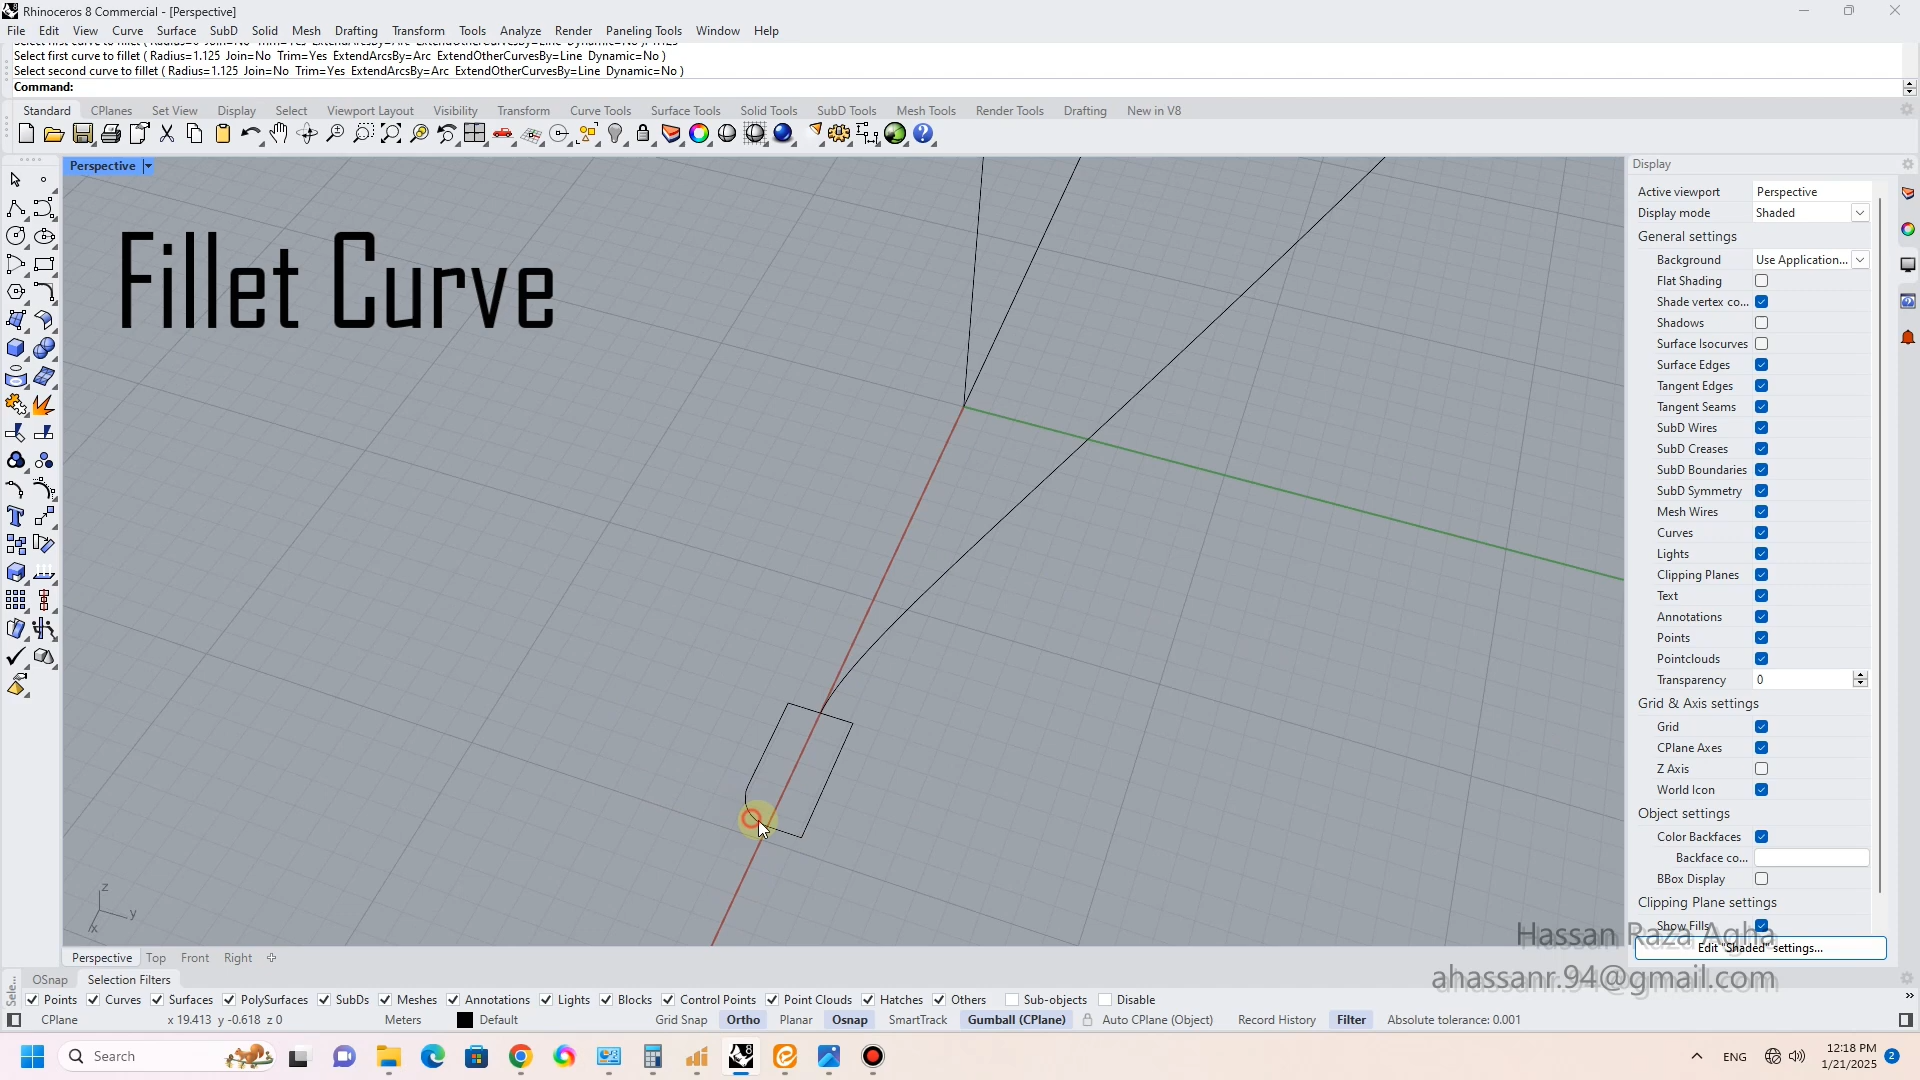 Rhinoceros 8 Commercial - [Perspective]
File Edit View Curve Surface SubD Solid Mesh Drafting Transform Tools Analyze Render Paneling Tools Window Help
Select first curve to fillet ( Radius=1.125 Join=No Trim=Yes ExtendArcsBy=Arc ExtendOtherCurvesBy=Line Dynamic=No )
Select second curve to fillet ( Radius=1.125 Join=No Trim=Yes ExtendArcsBy=Arc ExtendOtherCurvesBy=Line Dynamic=No )
Command:
Standard CPlanes Set View Display Select Viewport Layout Visibility Transform Curve Tools Surface Tools Solid Tools SubD Tools Mesh Tools Render Tools Drafting New in V8
Perspective
Fillet Curve
Display
Active viewport Perspective
Display mode Shaded
General settings
Background Use Application...
Flat Shading
Shade vertex co...
Shadows
Surface Isocurves
Surface Edges
Tangent Edges
Tangent Seams
SubD Wires
SubD Creases
SubD Boundaries
SubD Symmetry
Mesh Wires
Curves
Lights
Clipping Planes
Text
Annotations
Points
Pointclouds
Transparency 0
Grid & Axis settings
Grid
CPlane Axes
Z Axis
World Icon
Object settings
Color Backfaces
Backface co...
BBox Display
Clipping Plane settings
Show Fills
Edit "Shaded" settings...
Hassan Raza Agha
ahassanr.94@gmail.com
z
y
x
Perspective Top Front Right
Sele...
OSnap Selection Filters
Points Curves Surfaces PolySurfaces SubDs Meshes Annotations Lights Blocks Control Points Point Clouds Hatches Others Sub-objects Disable
CPlane x 19.413 y -0.618 z 0 Meters Default Grid Snap Ortho Planar Osnap SmartTrack Gumball (CPlane) Auto CPlane (Object) Record History Filter Absolute tolerance: 0.001
Search
8
ENG
12:18 PM
1/21/2025
2